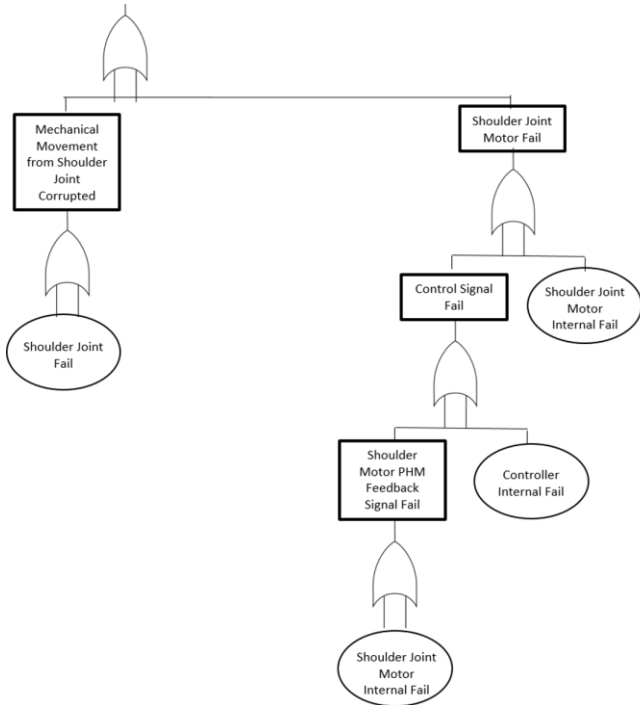 Mechanical
Movement
from Shoulder
Joint
Corrupted
Shoulder Joint
Motor Fail
Control Signal
Fail
Shoulder Joint
Motor
Internal Fail
Shoulder Joint
Fail
Shoulder
Motor PHM
Feedback
Signal Fail
Controller
Internal Fail
Shoulder Joint
Motor
Internal Fail